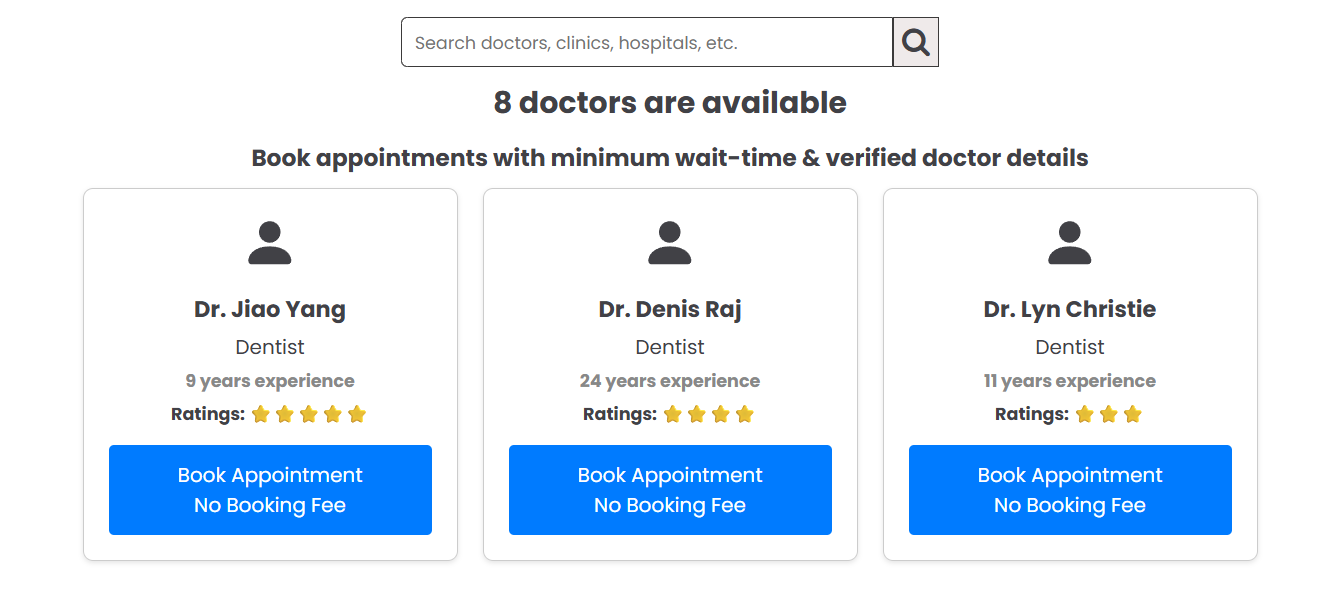 Search doctors, clinics, hospitals, etc.
8 doctors are available
Book appointments with minimum wait-time & verified doctor details
Dr. Jiao Yang
Dentist
9 years experience
Ratings: ⭐⭐⭐⭐⭐
Book Appointment
No Booking Fee
Dr. Denis Raj
Dentist
24 years experience
Ratings: ⭐⭐⭐⭐
Book Appointment
No Booking Fee
Dr. Lyn Christie
Dentist
11 years experience
Ratings: ⭐⭐⭐
Book Appointment
No Booking Fee